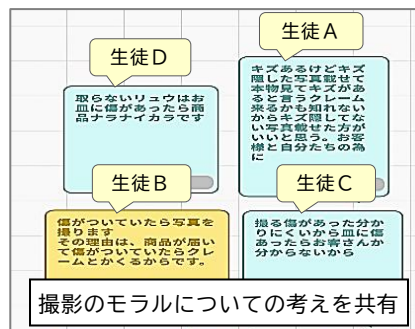 生徒D
取らないリュウはお
皿に傷があったら商
品ナラナイカラです
生徒A
キズあるけどキズ
隠した写真載せて
本物見てキズがあ
ると言うクレーム
来るかも知れない
からキズ隠してな
い写真載せた方が
いいと思う。お客
様と自分たちの為
に
生徒B
傷がついていたら写真を
撮ります
その理由は、商品が届い
て傷がついていたらクレ
ームとかくるからです。
生徒C
撮る傷があった分か
りにくいから皿に傷
あったらお客さんか
分からないから
撮影のモラルについての考えを共有